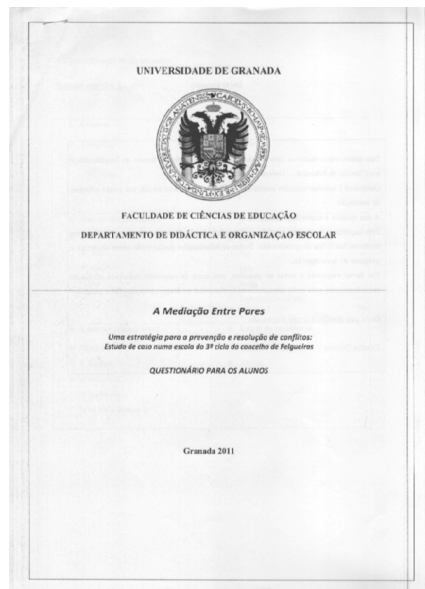 UNIVERSIDADE DE GRANADA
FACULDADE DE CIÊNCIAS DE EDUCAÇÃO
DEPARTAMENTO DE DIDÁCTICA E ORGANIZAÇAO ESCOLAR
A Mediação Entre Pares
Uma estratégia para a prevenção e resolução de conflitos:
Estudo de caso numa escola do 3º ciclo do concelho de Felgueiras
QUESTIONÁRIO PARA OS ALUNOS
Granada 2011